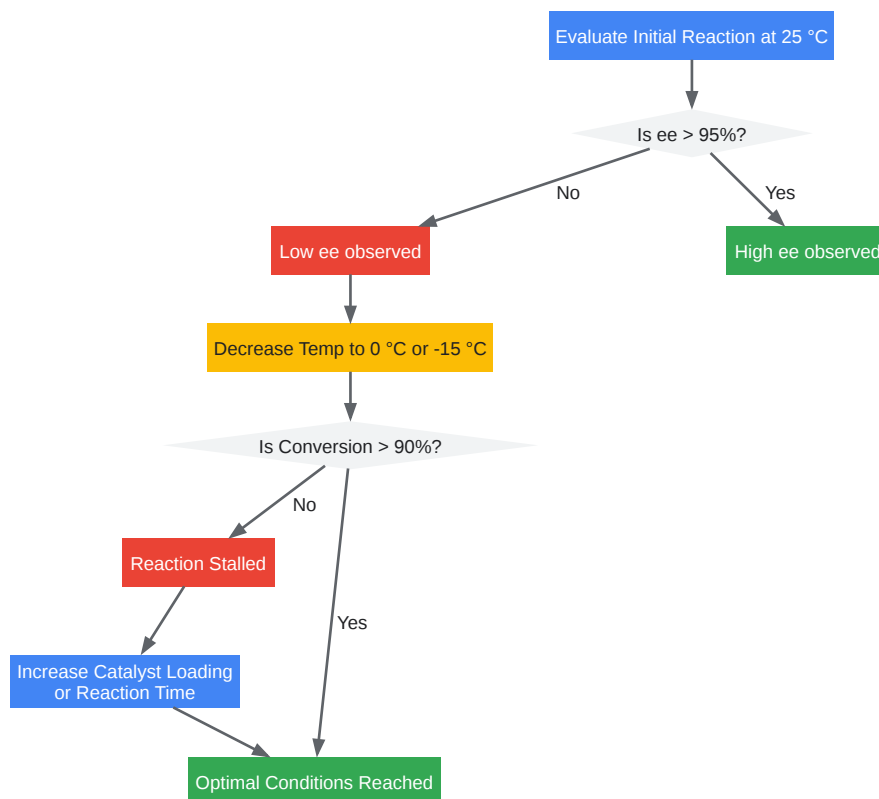 Evaluate Initial Reaction at 25 °C
Is ee > 95%?
No
Yes
Low ee observed
High ee observed
Decrease Temp to 0 °C or -15 °C
Is Conversion > 90%?
No
Reaction Stalled
Yes
Increase Catalyst Loading
or Reaction Time
Optimal Conditions Reached